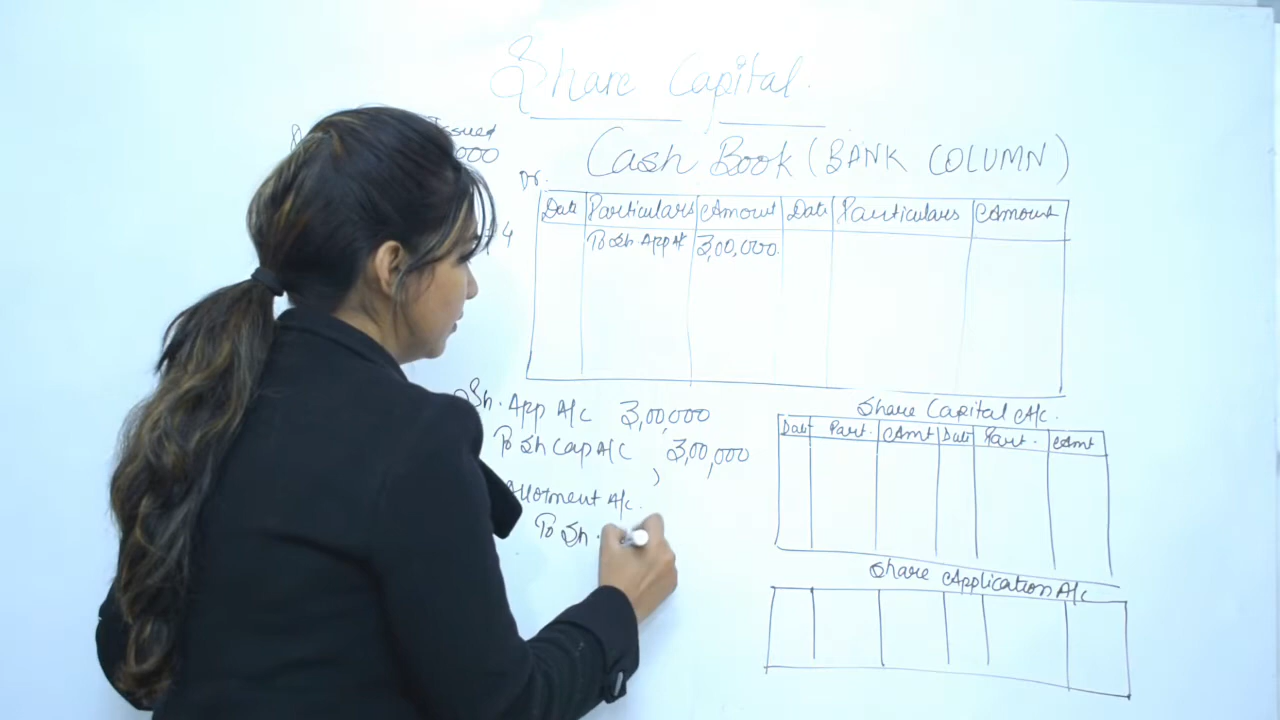 Share Capital.
Issued
000
Cash Book (BANK COLUMN)
Dr.
Date Particulars Amount Date Particulars Amount
To Sh App A/c 3,00,000.
4
Sh. App A/c 3,00,000
To Sh Cap A/c 3,00,000
Allotment A/c.
To Sh.
Share Capital A/c.
Date Part. Amt Date Part. Amt
Share Application A/c